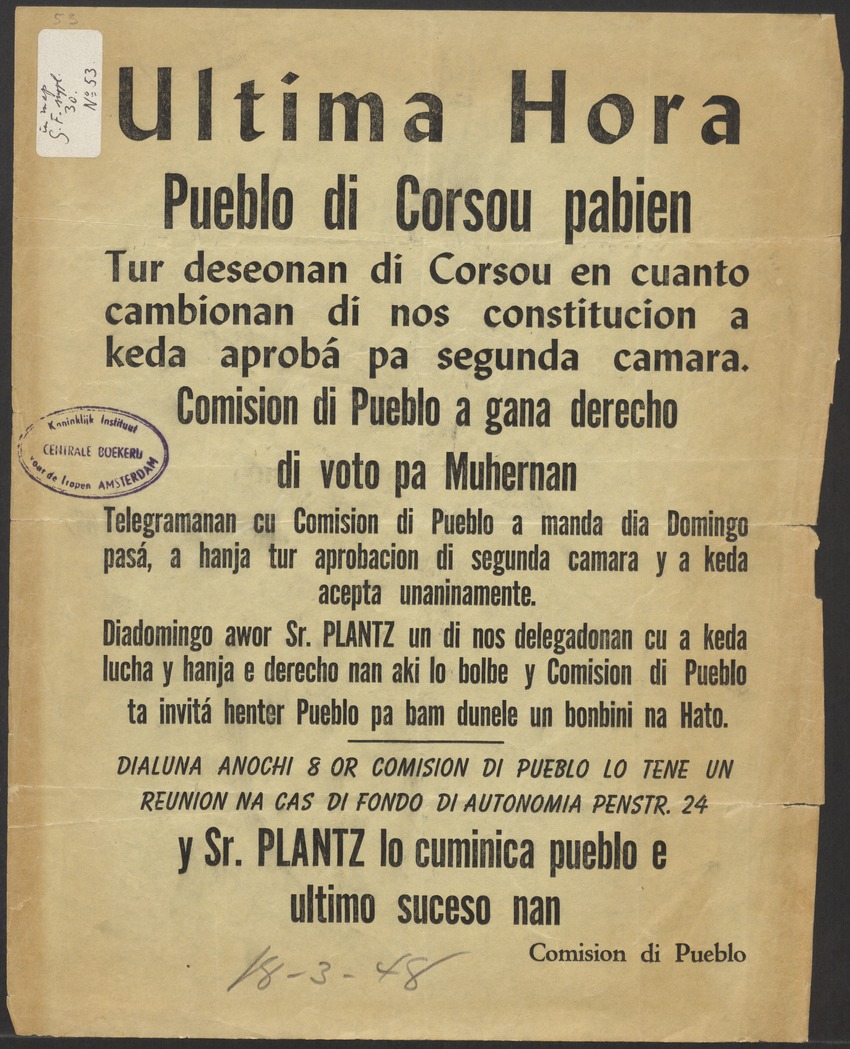 53
in map
G.F. suppl.
30.
Nº 53
Ultima Hora
Pueblo di Corsou pabien
Tur deseonan di Corsou en cuanto
cambionan di nos constitucion a
keda aprobá pa segunda camara.
Comision di Pueblo a gana derecho
di voto pa Muhernan
Koninklijk Instituut
CENTRALE BOEKERIJ
voor de Tropen AMSTERDAM
Telegramanan cu Comision di Pueblo a manda dia Domingo
pasá, a hanja tur aprobacion di segunda camara y a keda
acepta unaninamente.
Diadomingo awor Sr. PLANTZ un di nos delegadonan cu a keda
lucha y hanja e derecho nan aki lo bolbe y Comision di Pueblo
ta invitá henter Pueblo pa bam dunele un bonbini na Hato.
DIALUNA ANOCHI 8 OR COMISION DI PUEBLO LO TENE UN
REUNION NA CAS DI FONDO DI AUTONOMIA PENSTR. 24
y Sr. PLANTZ lo cuminica pueblo e
ultimo suceso nan
Comision di Pueblo
18-3-48